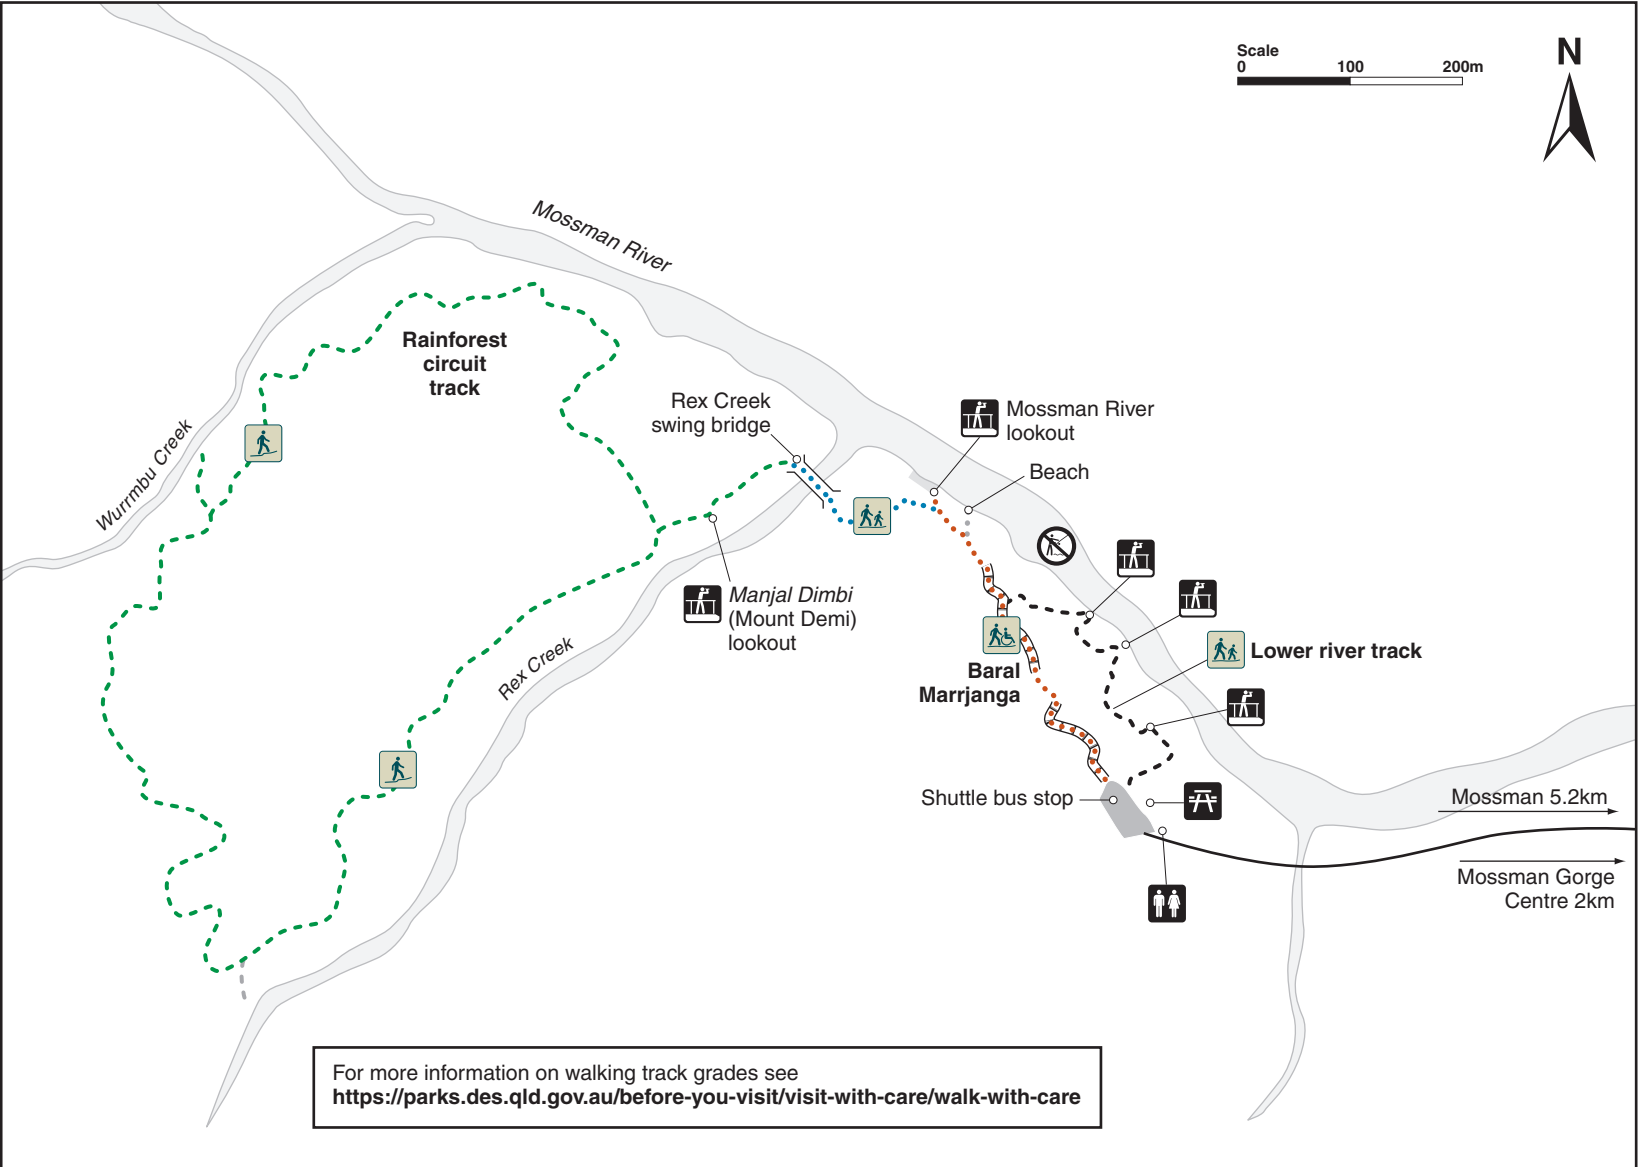 Scale
0 100 200m
N
Mossman River
Rainforest
circuit
track
Rex Creek
swing bridge
Mossman River
lookout
Beach
Wurrmbu Creek
Manjal Dimbi
(Mount Demi)
lookout
Rex Creek
Baral
Marrjanga
Lower river track
Shuttle bus stop
Mossman 5.2km
Mossman Gorge
Centre 2km
For more information on walking track grades see
https://parks.des.qld.gov.au/before-you-visit/visit-with-care/walk-with-care